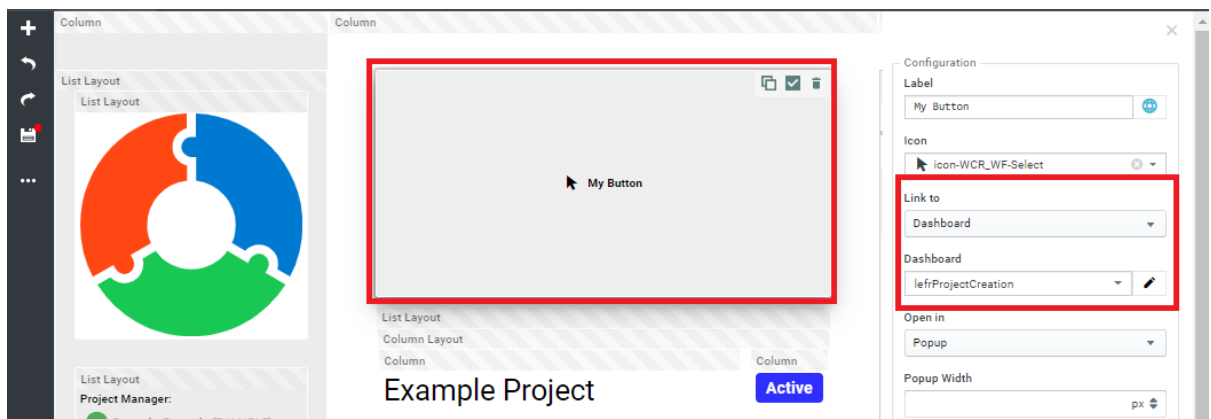 Column
Column
List Layout
List Layout
My Button
List Layout
Column Layout
Column
Column
Example Project
Active
List Layout
Project Manager:
Configuration
Label
My Button
Icon
icon-WCR_WF-Select
Link to
Dashboard
Dashboard
lefrProjectCreation
Open in
Popup
Popup Width
px